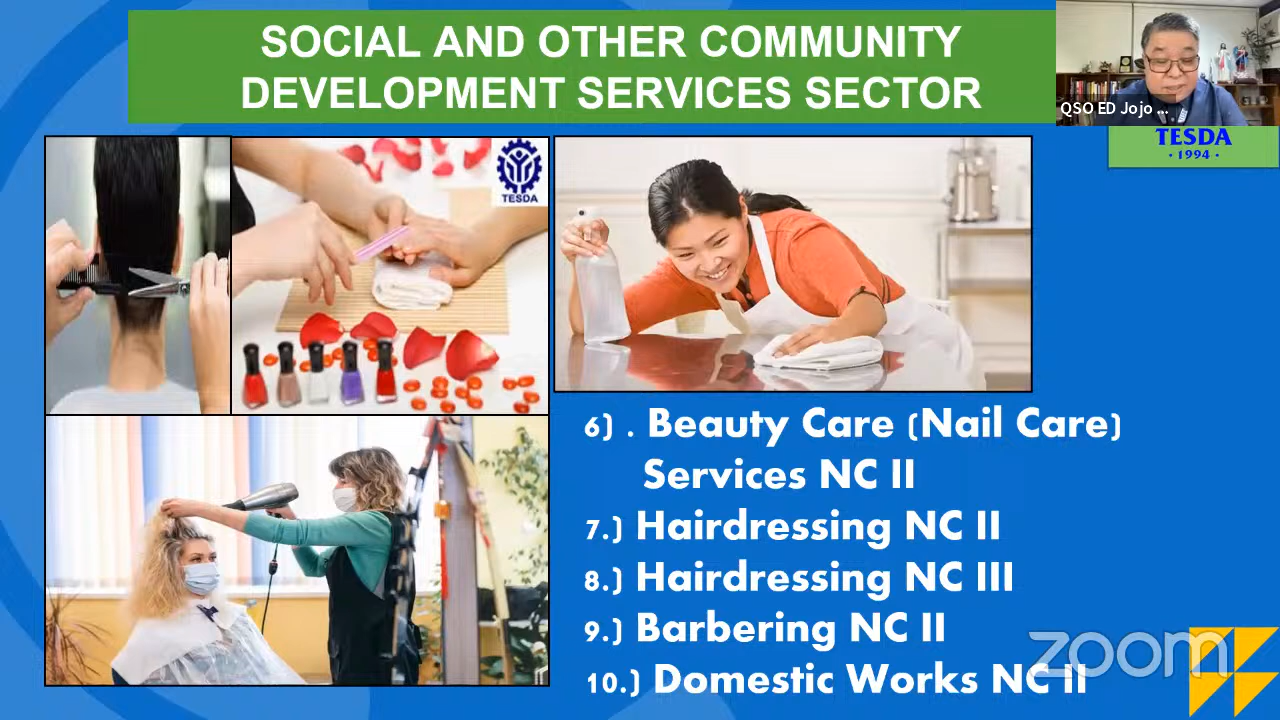 SOCIAL AND OTHER COMMUNITY
DEVELOPMENT SERVICES SECTOR
QSO ED Jojo ...
TESDA
• 1994 •
TESDA
6) . Beauty Care (Nail Care)
Services NC II
7.) Hairdressing NC II
8.) Hairdressing NC III
9.) Barbering NC II
10.) Domestic Works NC II
zoom